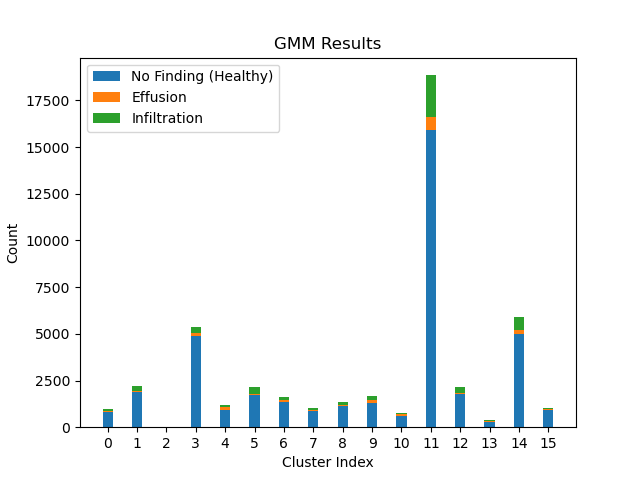 GMM Results
No Finding (Healthy)
Effusion
Infiltration
17500
15000
12500
10000
7500
5000
2500
0
Count
0 1 2 3 4 5 6 7 8 9 10 11 12 13 14 15
Cluster Index